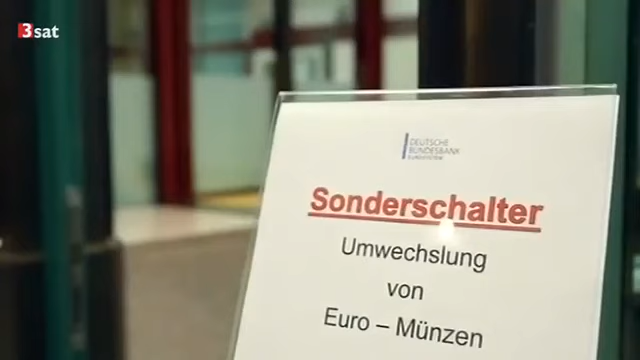 3sat
DEUTSCHE
BUNDESBANK
EUROSYSTEM
Sonderschalter
Umwechslung
von
Euro – Münzen